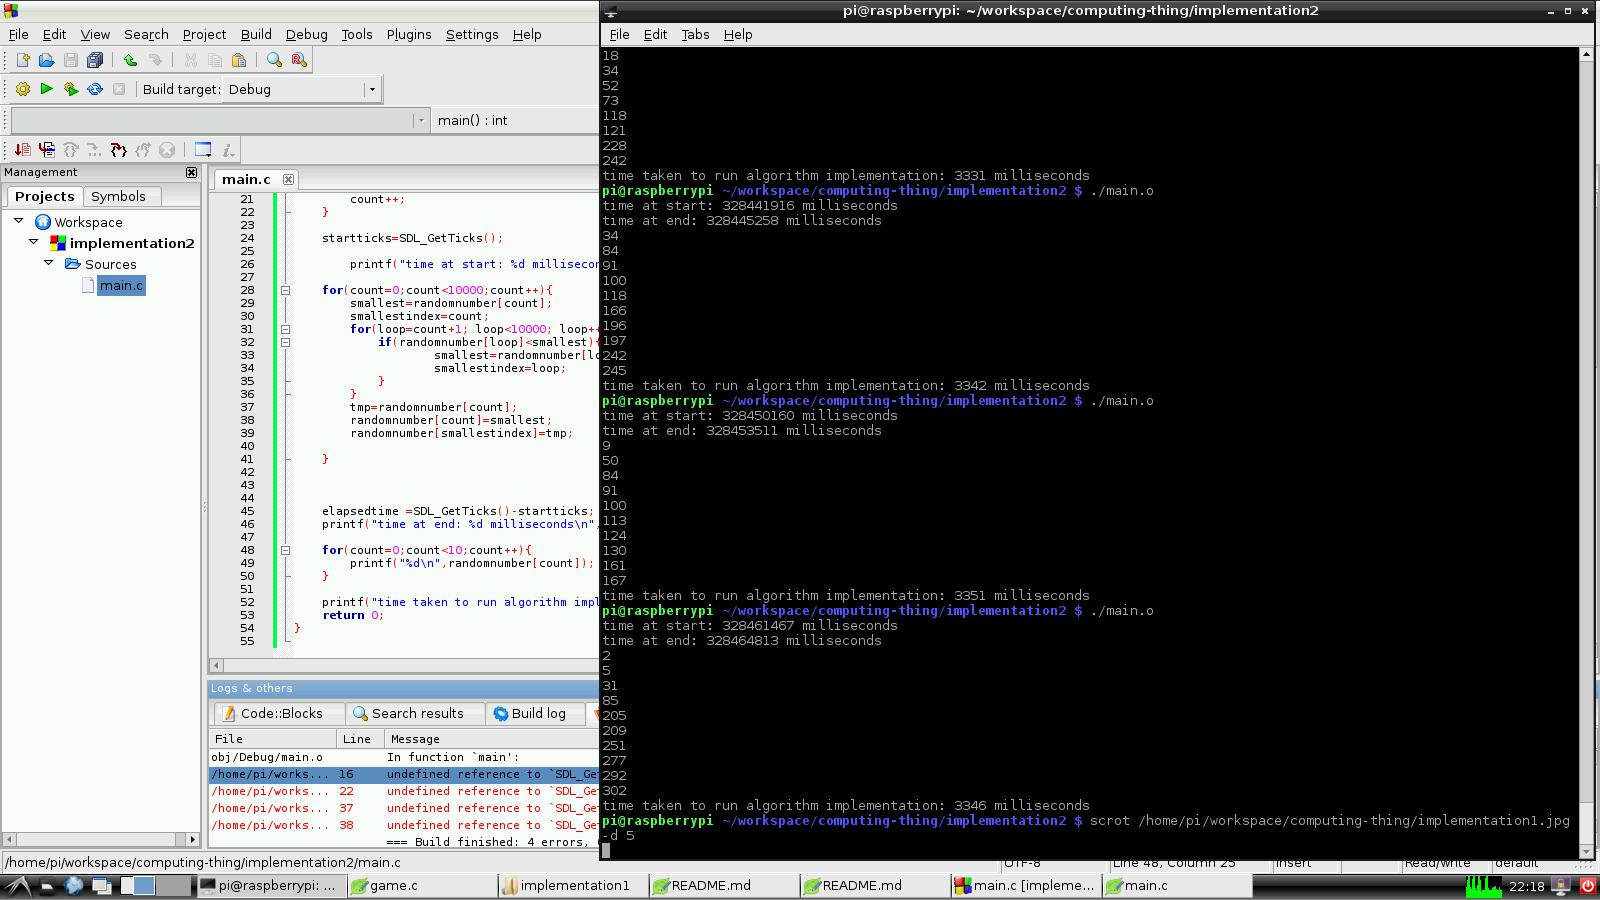 File Edit View Search Project Build Debug Tools Plugins Settings Help
Build target: Debug
main() : int
Management
Projects Symbols
Workspace
implementation2
Sources
main.c
main.c
21 count++;
22 }
23
24 startticks=SDL_GetTicks();
25
26 printf("time at start: %d millisecon
27
28 for(count=0;count<10000;count++){
29 smallest=randomnumber[count];
30 smallestindex=count;
31 for(loop=count+1; loop<10000; loop++
32 if(randomnumber[loop]<smallest){
33 smallest=randomnumber[lo
34 smallestindex=loop;
35 }
36 }
37 tmp=randomnumber[count];
38 randomnumber[count]=smallest;
39 randomnumber[smallestindex]=tmp;
40
41 }
42
43
44
45 elapsedtime =SDL_GetTicks()-startticks;
46 printf("time at end: %d milliseconds\n",
47
48 for(count=0;count<10;count++){
49 printf("%d\n",randomnumber[count]);
50 }
51
52 printf("time taken to run algorithm impl
53 return 0;
54 }
55
Logs & others
Code::Blocks Search results Build log
File Line Message
obj/Debug/main.o In function `main':
/home/pi/works... 16 undefined reference to `SDL_Ge
/home/pi/works... 22 undefined reference to `SDL_Ge
/home/pi/works... 37 undefined reference to `SDL_Ge
/home/pi/works... 38 undefined reference to `SDL_Ge
=== Build finished: 4 errors,
/home/pi/workspace/computing-thing/implementation2/main.c UTF-8 Line 48, Column 25 Insert Read/write default
pi@raspberrypi: ~/workspace/computing-thing/implementation2
File Edit Tabs Help
18
34
52
73
118
121
228
242
time taken to run algorithm implementation: 3331 milliseconds
pi@raspberrypi ~/workspace/computing-thing/implementation2 $ ./main.o
time at start: 328441916 milliseconds
time at end: 328445258 milliseconds
34
84
91
100
118
166
196
197
242
245
time taken to run algorithm implementation: 3342 milliseconds
pi@raspberrypi ~/workspace/computing-thing/implementation2 $ ./main.o
time at start: 328450160 milliseconds
time at end: 328453511 milliseconds
9
50
84
91
100
113
124
130
161
167
time taken to run algorithm implementation: 3351 milliseconds
pi@raspberrypi ~/workspace/computing-thing/implementation2 $ ./main.o
time at start: 328461467 milliseconds
time at end: 328464813 milliseconds
2
5
31
85
205
209
251
277
292
302
time taken to run algorithm implementation: 3346 milliseconds
pi@raspberrypi ~/workspace/computing-thing/implementation2 $ scrot /home/pi/workspace/computing-thing/implementation1.jpg
-d 5
pi@raspberrypi: ... game.c implementation1 README.md README.md main.c [impleme... main.c 22:18